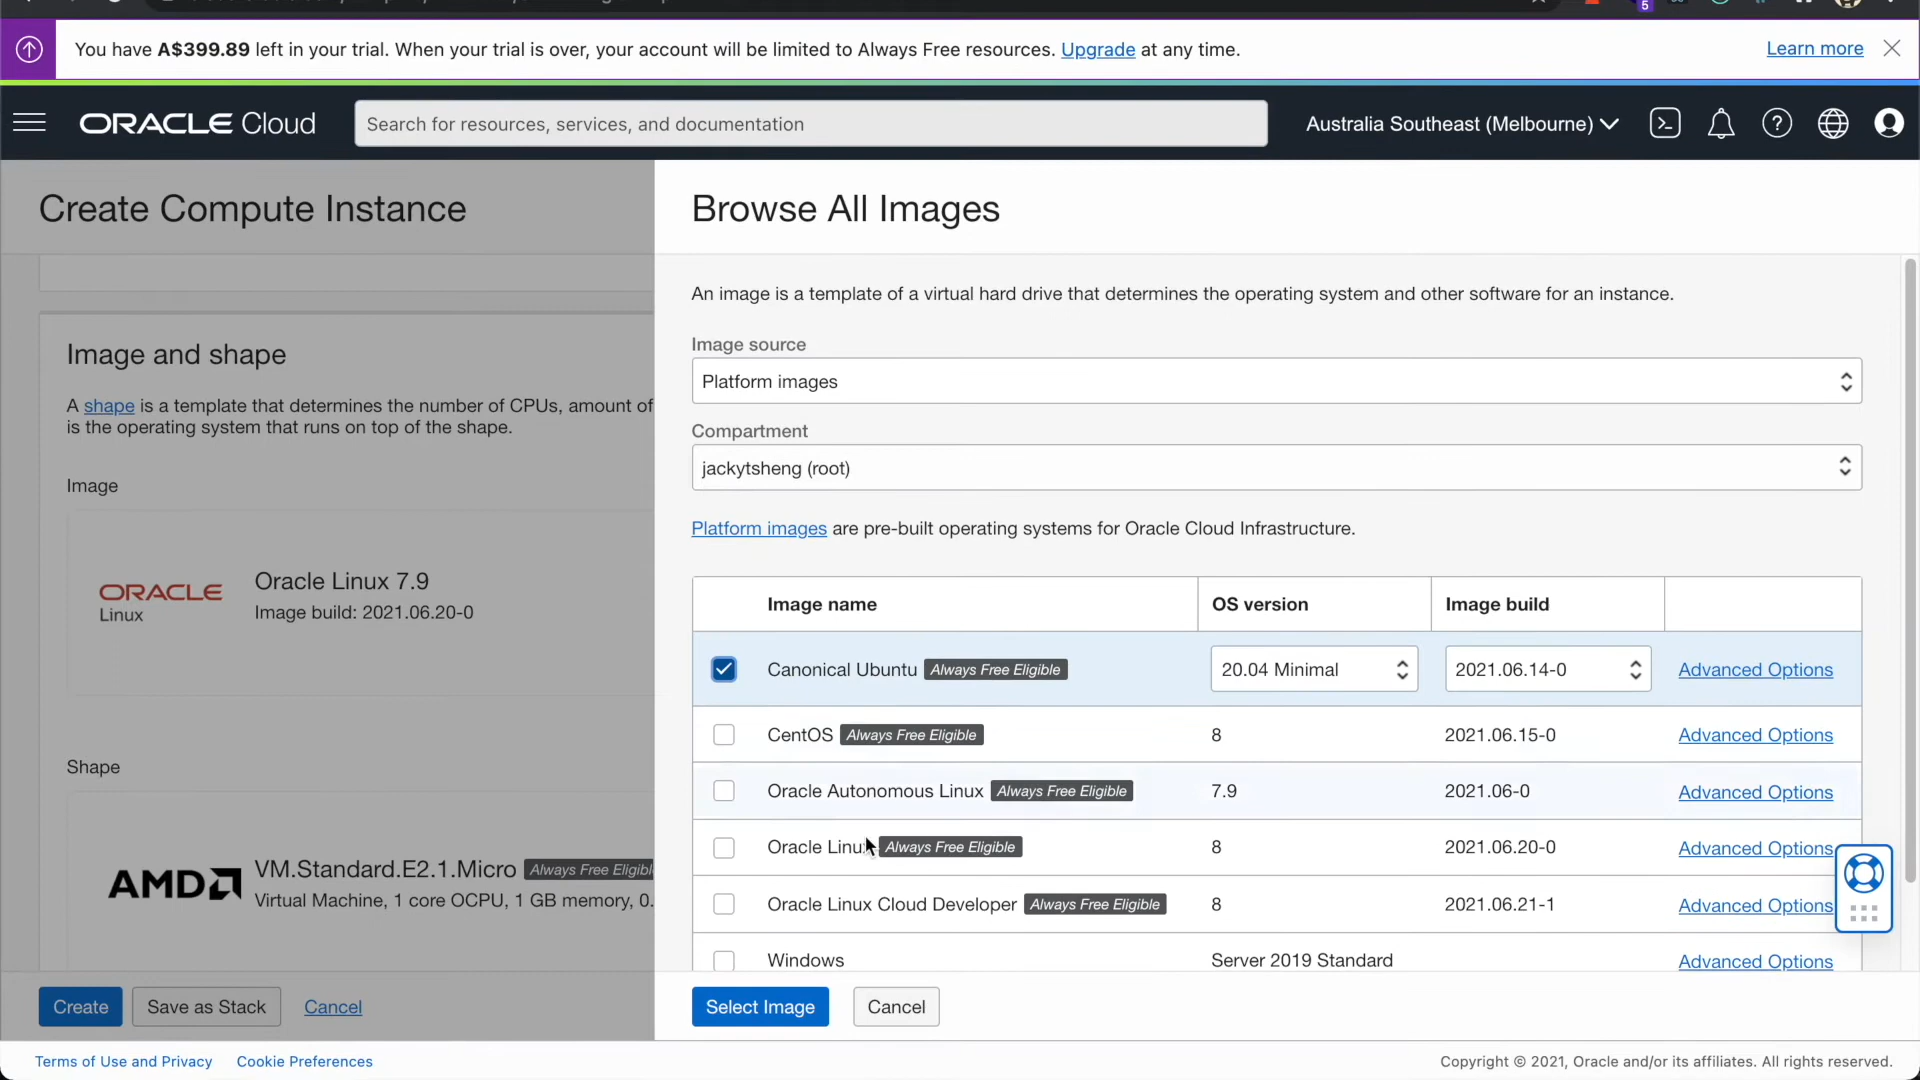 5
You have A$399.89 left in your trial. When your trial is over, your account will be limited to Always Free resources. Upgrade at any time.
Learn more
ORACLE Cloud
Search for resources, services, and documentation
Australia Southeast (Melbourne)
Create Compute Instance
Browse All Images
An image is a template of a virtual hard drive that determines the operating system and other software for an instance.
Image source
Platform images
Compartment
jackytsheng (root)
Platform images are pre-built operating systems for Oracle Cloud Infrastructure.
Image and shape
A shape is a template that determines the number of CPUs, amount of
is the operating system that runs on top of the shape.
Image
ORACLE
Linux
Oracle Linux 7.9
Image build: 2021.06.20-0
Shape
AMD
VM.Standard.E2.1.Micro Always Free Eligibl
Virtual Machine, 1 core OCPU, 1 GB memory, 0.
Image name OS version Image build
Canonical Ubuntu Always Free Eligible 20.04 Minimal 2021.06.14-0 Advanced Options
CentOS Always Free Eligible 8 2021.06.15-0 Advanced Options
Oracle Autonomous Linux Always Free Eligible 7.9 2021.06-0 Advanced Options
Oracle Linux Always Free Eligible 8 2021.06.20-0 Advanced Options
Oracle Linux Cloud Developer Always Free Eligible 8 2021.06.21-1 Advanced Options
Windows Server 2019 Standard Advanced Options
Create
Save as Stack
Cancel
Select Image
Cancel
Terms of Use and Privacy
Cookie Preferences
Copyright © 2021, Oracle and/or its affiliates. All rights reserved.